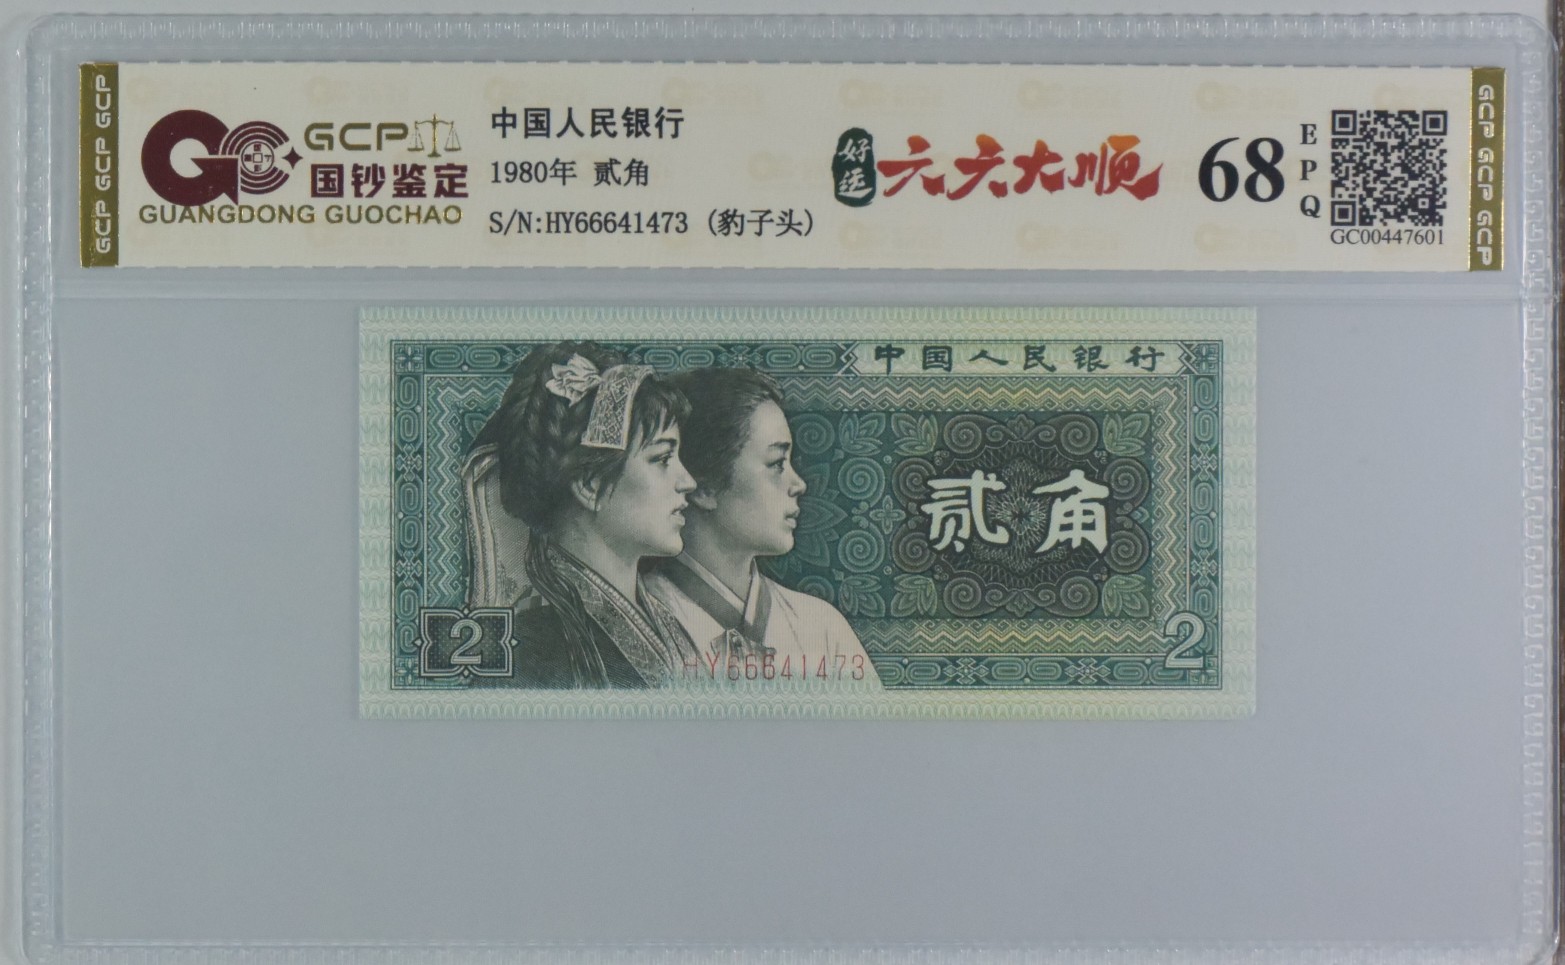 GCP GCP GCP
GCP
国钞鉴定
GUANGDONG GUOCHAO
中国人民银行
1980年 贰角
S/N:HY66641473 (豹子头)
好运
六六大顺
68
EPQ
GC00447601
GCP GCP GCP
中国人民银行
贰角
2
2
HY66641473